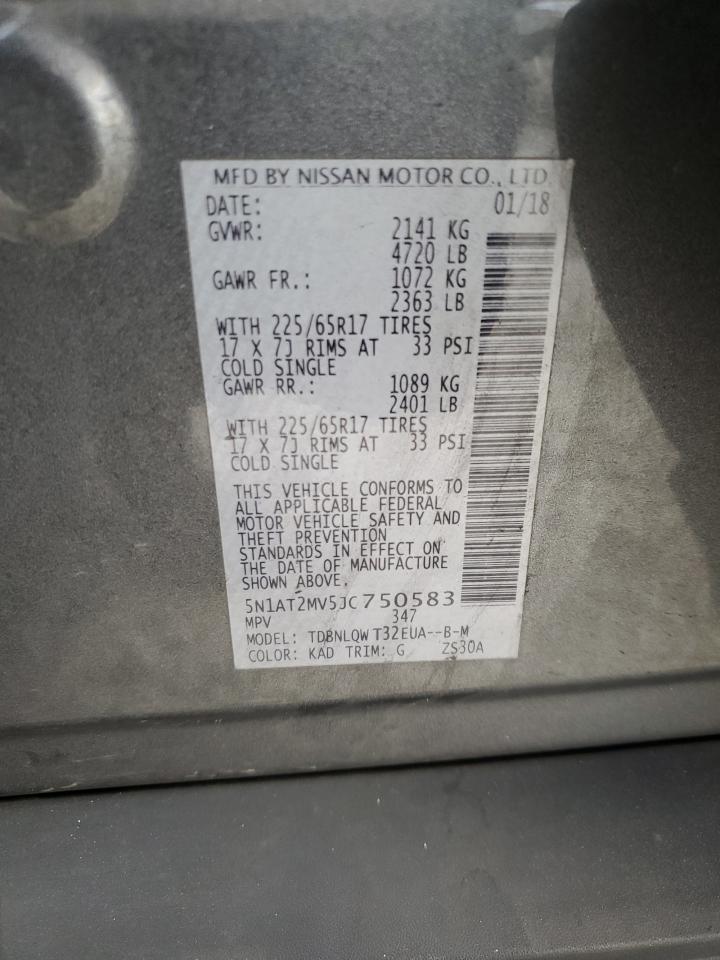 MFD BY NISSAN MOTOR CO., LTD.
DATE: 01/18
GVWR: 2141 KG
4720 LB
GAWR FR.: 1072 KG
2363 LB
WITH 225/65R17 TIRES
17 X 7J RIMS AT 33 PSI
COLD SINGLE
GAWR RR.: 1089 KG
2401 LB
WITH 225/65R17 TIRES
17 X 7J RIMS AT 33 PSI
COLD SINGLE
THIS VEHICLE CONFORMS TO
ALL APPLICABLE FEDERAL
MOTOR VEHICLE SAFETY AND
THEFT PREVENTION
STANDARDS IN EFFECT ON
THE DATE OF MANUFACTURE
SHOWN ABOVE.
5N1AT2MV5JC750583
MPV 347
MODEL: TDBNLQW T32EUA--B-M
COLOR: KAD TRIM: G ZS30A